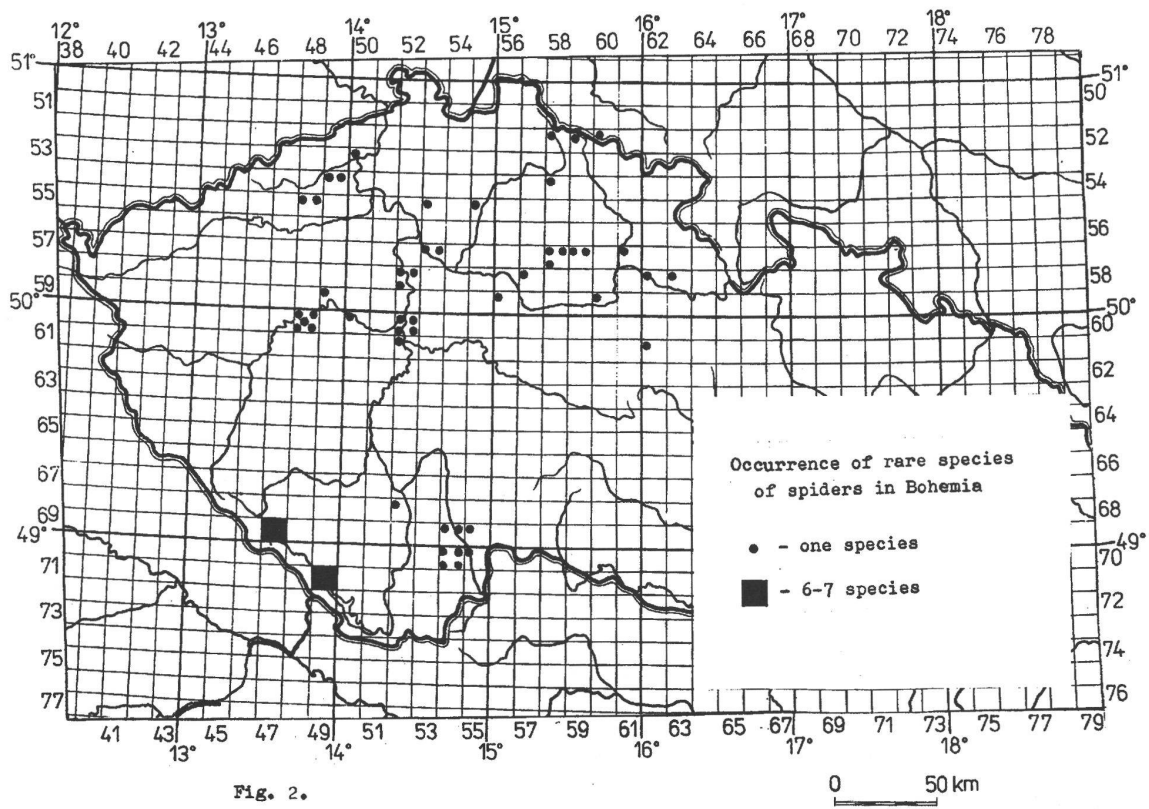 12° 13° 14° 15° 16° 17° 18°
38 40 42 44 46 48 50 52 54 56 58 60 62 64 66 68 70 72 74 76 78
51° 51°
51 50
53 52
55 54
57 56
59 58
50° 50°
61 60
63 62
65 64
67 66
69 68
49° 49°
71 70
73 72
75 74
77 76
Occurrence of rare species
of spiders in Bohemia
- one species
- 6-7 species
41 43 45 47 49 51 53 55 57 59 61 63 65 67 69 71 73 75 77 79
13° 14° 15° 16° 17° 18°
Fig. 2.
0 50 km